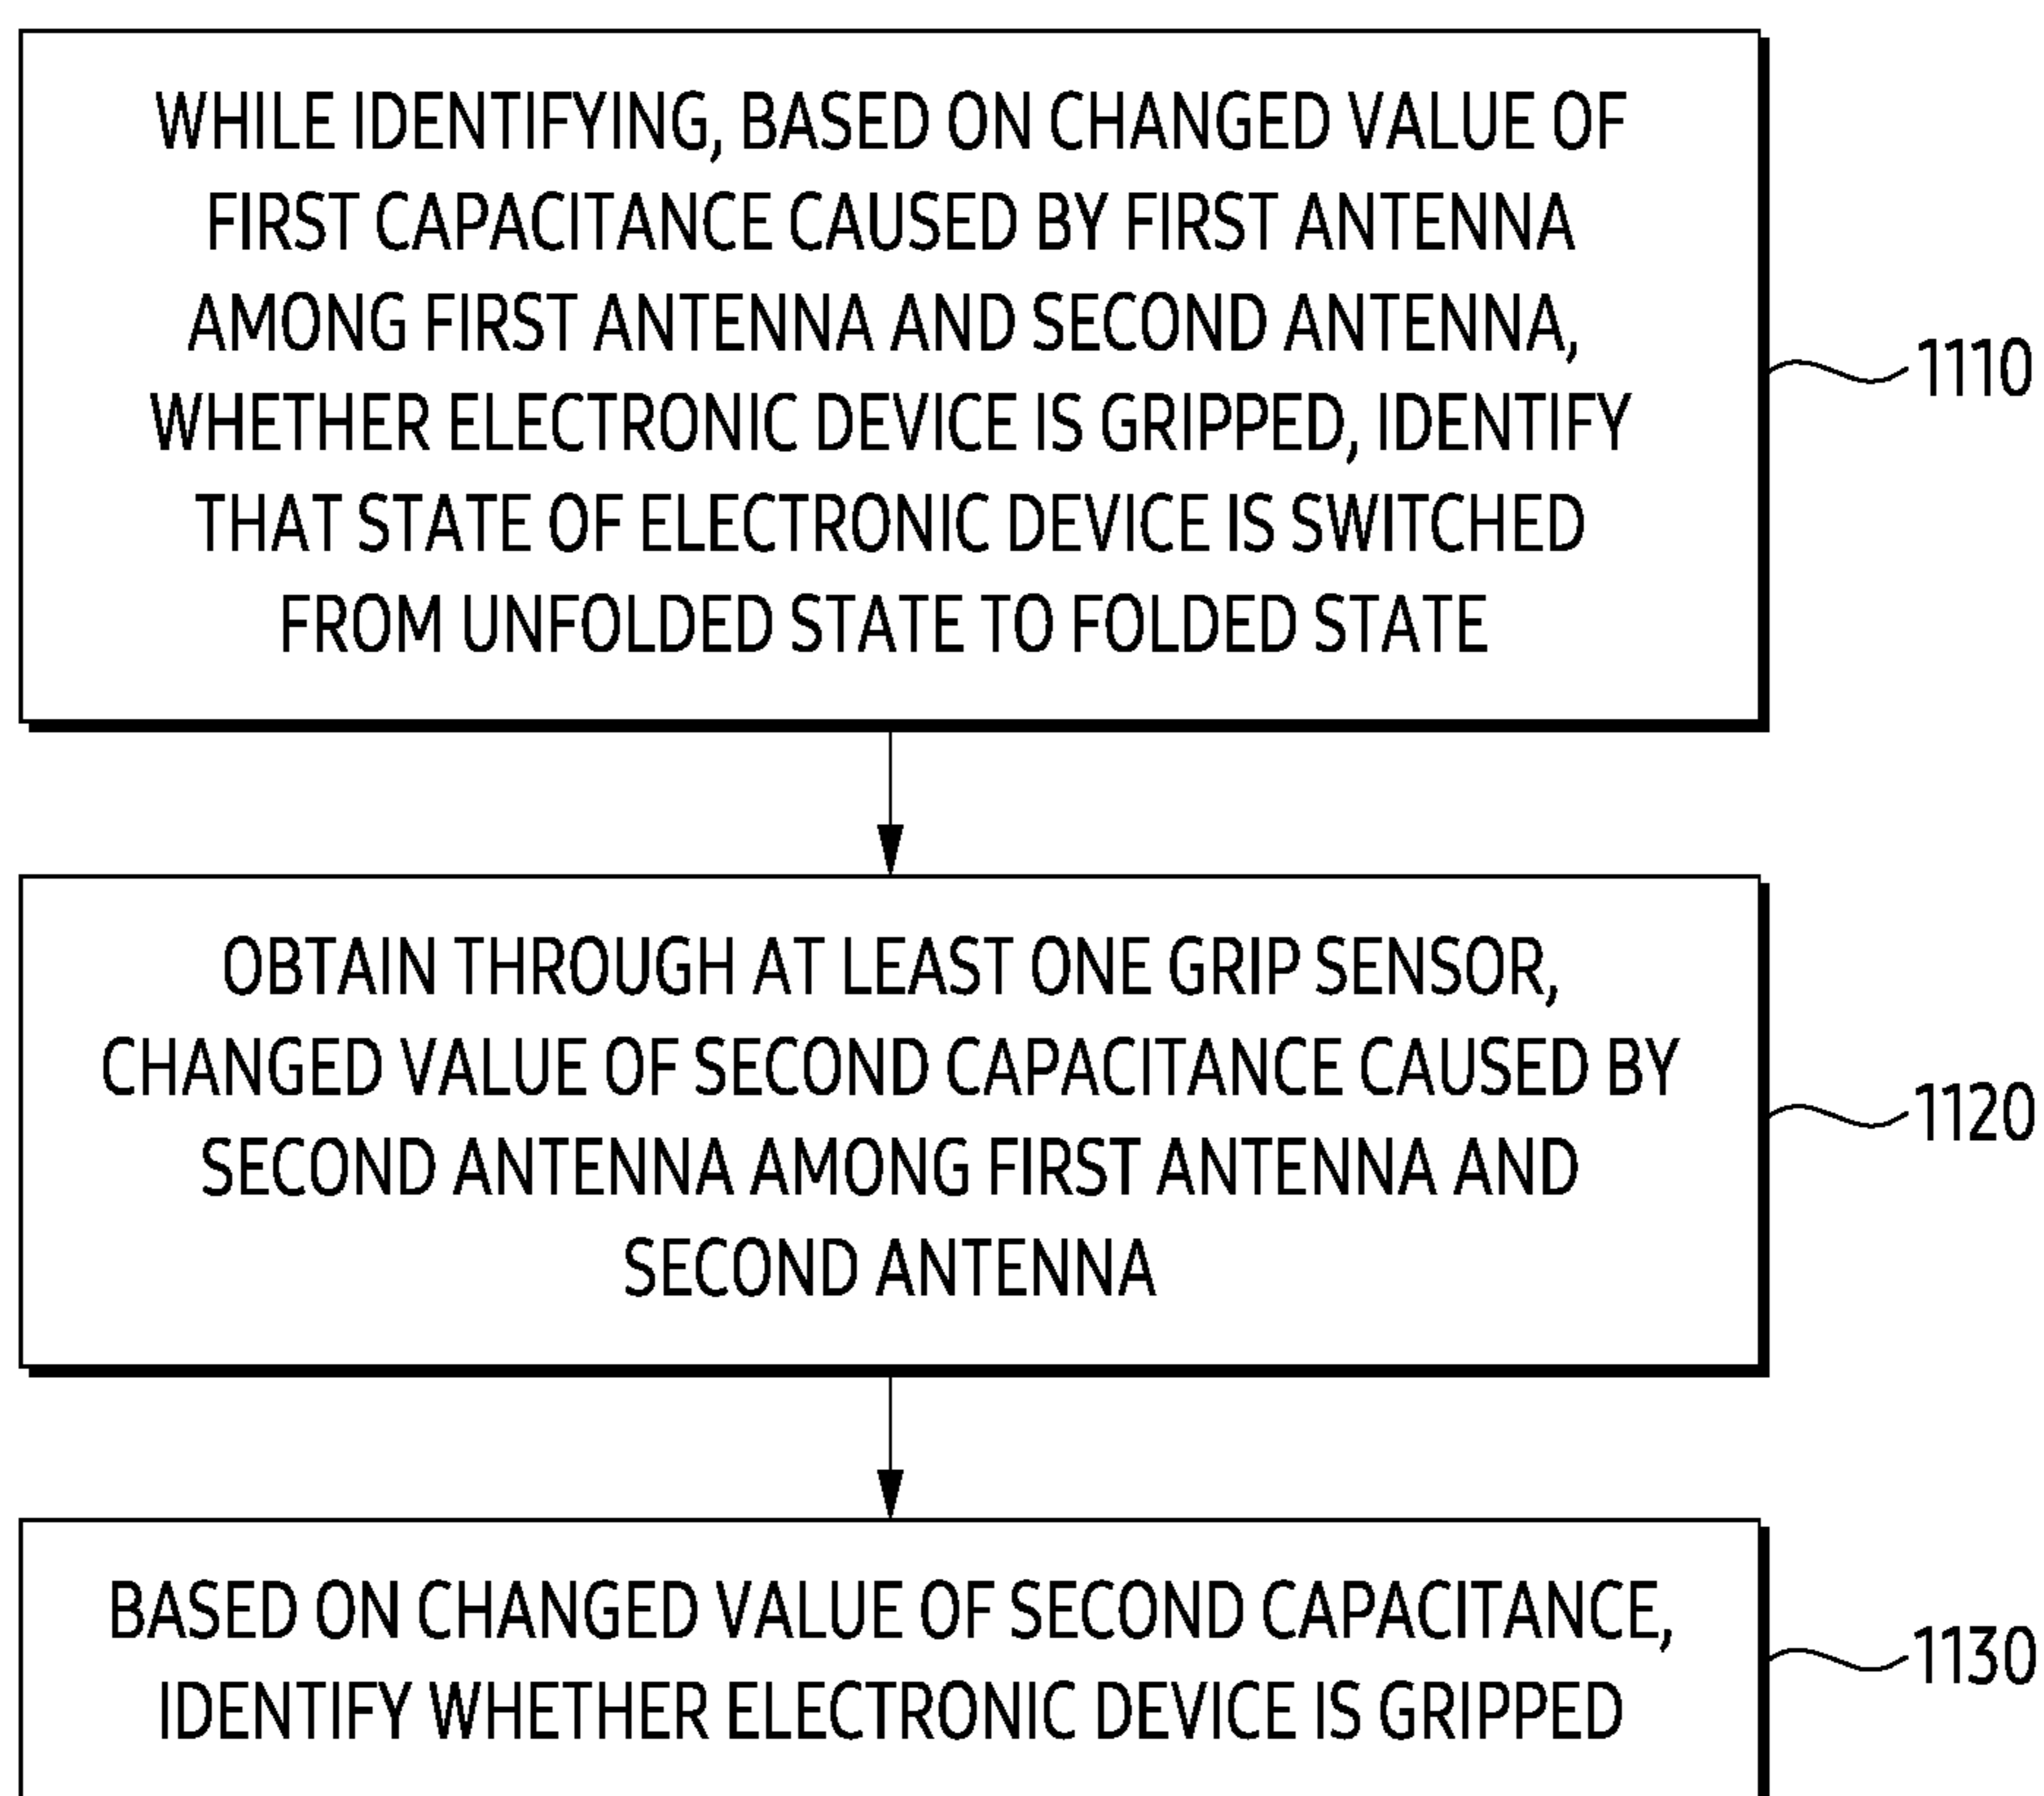 WHILE IDENTIFYING, BASED ON CHANGED VALUE OF
FIRST CAPACITANCE CAUSED BY FIRST ANTENNA
AMONG FIRST ANTENNA AND SECOND ANTENNA,
WHETHER ELECTRONIC DEVICE IS GRIPPED, IDENTIFY
THAT STATE OF ELECTRONIC DEVICE IS SWITCHED
FROM UNFOLDED STATE TO FOLDED STATE
1110
OBTAIN THROUGH AT LEAST ONE GRIP SENSOR,
CHANGED VALUE OF SECOND CAPACITANCE CAUSED BY
SECOND ANTENNA AMONG FIRST ANTENNA AND
SECOND ANTENNA
1120
BASED ON CHANGED VALUE OF SECOND CAPACITANCE,
IDENTIFY WHETHER ELECTRONIC DEVICE IS GRIPPED
1130